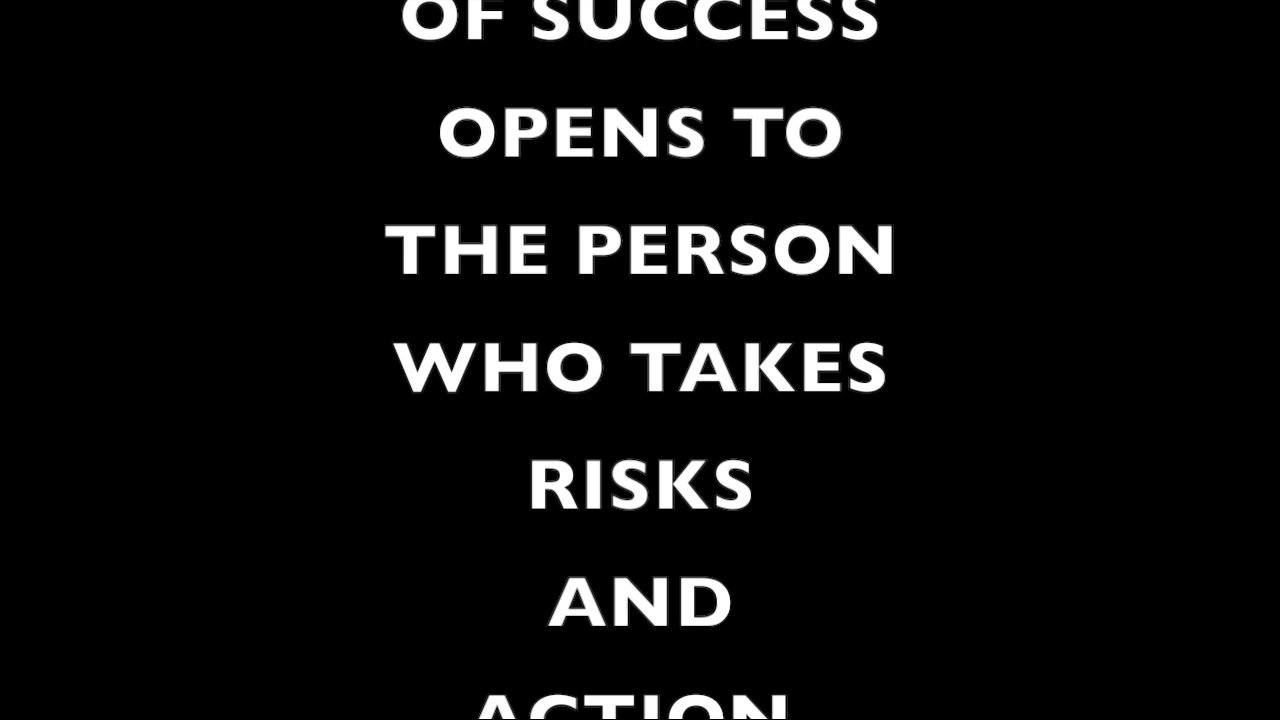 OF SUCCESS
OPENS TO
THE PERSON
WHO TAKES
RISKS
AND
ACTION